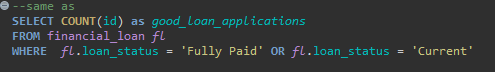 --same as
SELECT COUNT(id) as good_loan_applications
FROM financial_loan fl
WHERE  fl.loan_status = 'Fully Paid' OR fl.loan_status = 'Current'